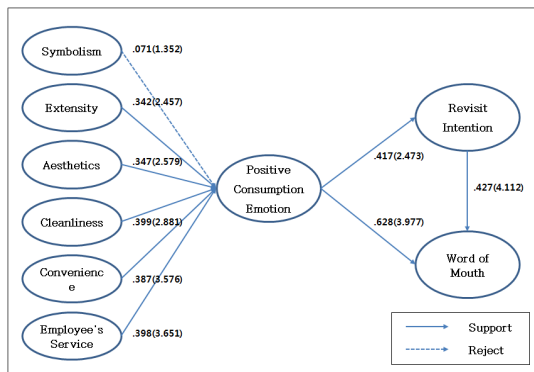 Symbolism
.071(1.352)
Extensity
.342(2.457)
Aesthetics
.347(2.579)
Cleanliness
.399(2.881)
Convenienc
e
.387(3.576)
Employee's
Service
.398(3.651)
Positive
Consumption
Emotion
.417(2.473)
.628(3.977)
Revisit
Intention
.427(4.112)
Word of
Mouth
Support
Reject